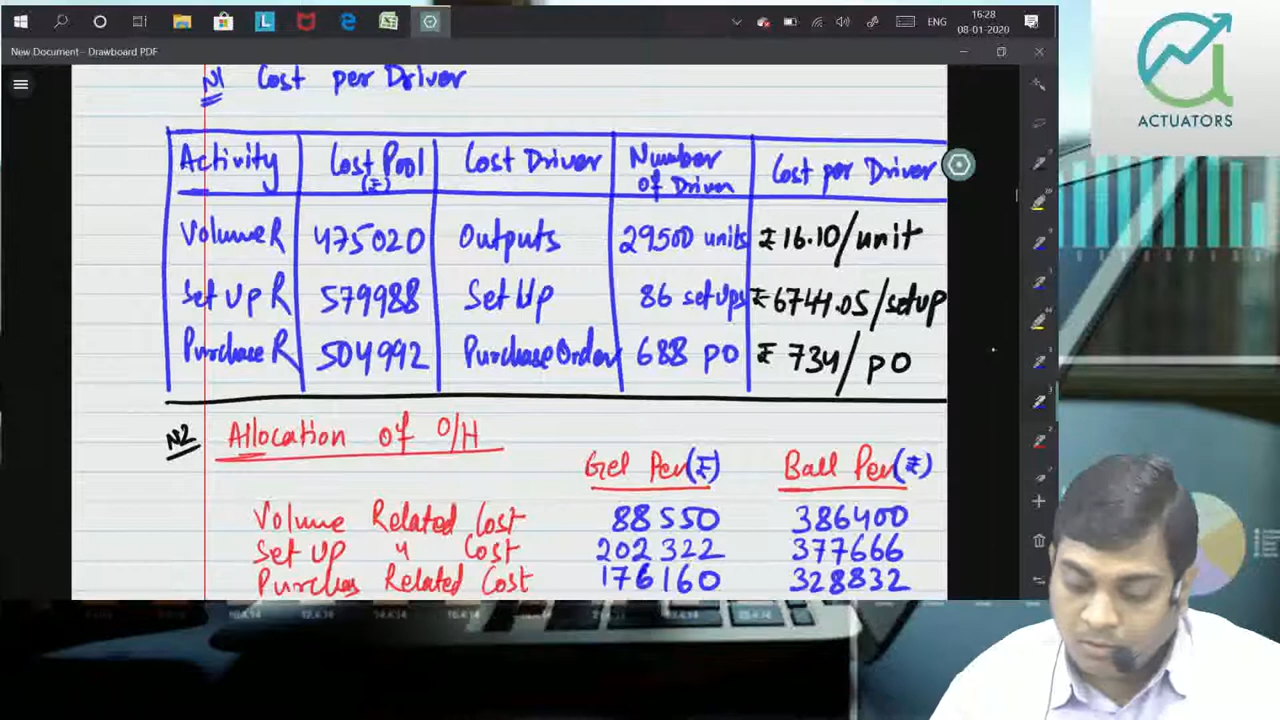 16:28
ENG
08-01-2020
New Document - Drawboard PDF
ACTUATORS
N1 Cost per Driver
Activity Cost Pool (₹) Cost Driver Number of Driver Cost per Driver
Volume R 475020 Outputs 29500 units ₹16.10/unit
Set Up R 579988 Set Up 86 setups ₹6744.05/setup
Purchase R 504992 Purchase Order 688 PO ₹ 734/PO
N2 Allocation of O/H
Gel Pen(₹) Ball Pen(₹)
Volume Related Cost 88550 386400
Set Up " Cost 202322 377666
Purchas Related Cost 176160 328832